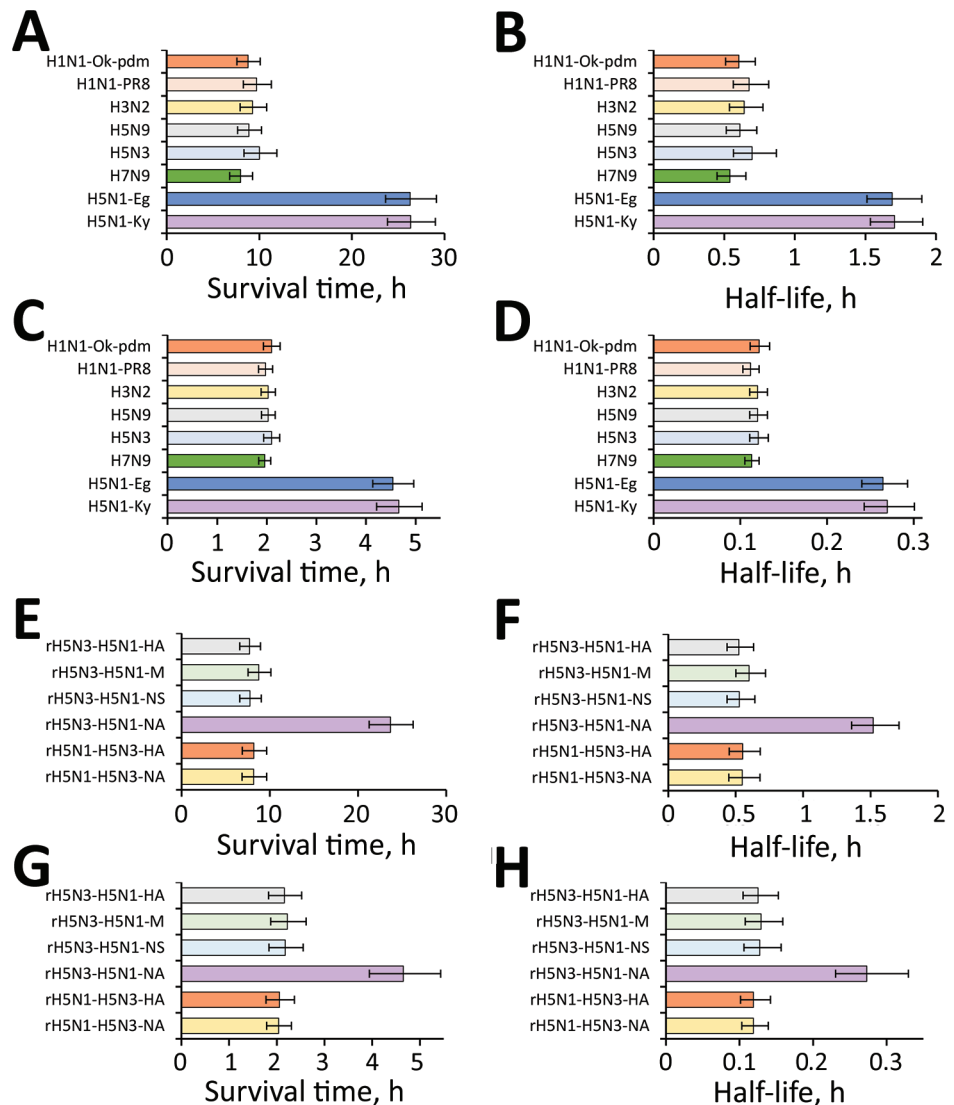 A
H1N1-Ok-pdm
H1N1-PR8
H3N2
H5N9
H5N3
H7N9
H5N1-Eg
H5N1-Ky
0 10 20 30
Survival time, h
B
H1N1-Ok-pdm
H1N1-PR8
H3N2
H5N9
H5N3
H7N9
H5N1-Eg
H5N1-Ky
0 0.5 1 1.5 2
Half-life, h
C
H1N1-Ok-pdm
H1N1-PR8
H3N2
H5N9
H5N3
H7N9
H5N1-Eg
H5N1-Ky
0 1 2 3 4 5
Survival time, h
D
H1N1-Ok-pdm
H1N1-PR8
H3N2
H5N9
H5N3
H7N9
H5N1-Eg
H5N1-Ky
0 0.1 0.2 0.3
Half-life, h
E
rH5N3-H5N1-HA
rH5N3-H5N1-M
rH5N3-H5N1-NS
rH5N3-H5N1-NA
rH5N1-H5N3-HA
rH5N1-H5N3-NA
0 10 20 30
Survival time, h
F
rH5N3-H5N1-HA
rH5N3-H5N1-M
rH5N3-H5N1-NS
rH5N3-H5N1-NA
rH5N1-H5N3-HA
rH5N1-H5N3-NA
0 0.5 1 1.5 2
Half-life, h
G
rH5N3-H5N1-HA
rH5N3-H5N1-M
rH5N3-H5N1-NS
rH5N3-H5N1-NA
rH5N1-H5N3-HA
rH5N1-H5N3-NA
0 1 2 3 4 5
Survival time, h
H
rH5N3-H5N1-HA
rH5N3-H5N1-M
rH5N3-H5N1-NS
rH5N3-H5N1-NA
rH5N1-H5N3-HA
rH5N1-H5N3-NA
0 0.1 0.2 0.3
Half-life, h